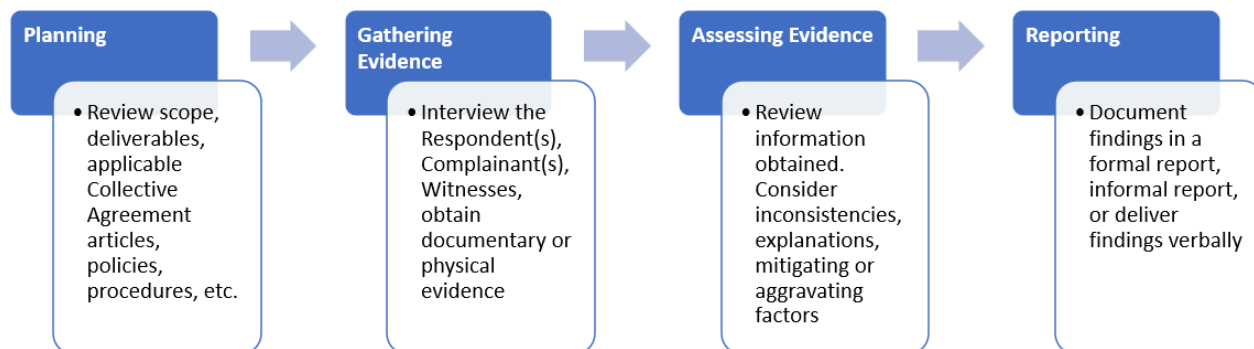 Planning
• Review scope,
deliverables,
applicable
Collective
Agreement
articles,
policies,
procedures, etc.
Gathering
Evidence
• Interview the
Respondent(s),
Complainant(s),
Witnesses,
obtain
documentary or
physical
evidence
Assessing Evidence
• Review
information
obtained.
Consider
inconsistencies,
explanations,
mitigating or
aggravating
factors
Reporting
• Document
findings in a
formal report,
informal report,
or deliver
findings verbally